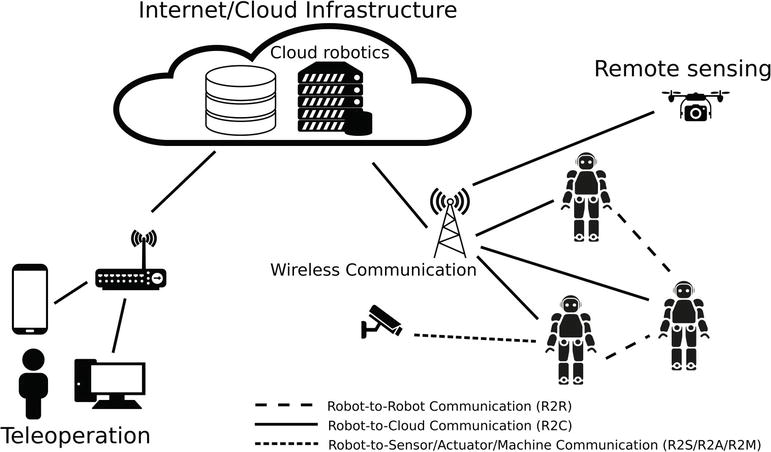 Internet/Cloud Infrastructure
Cloud robotics
Remote sensing
Wireless Communication
Teleoperation
Robot-to-Robot Communication (R2R)
Robot-to-Cloud Communication (R2C)
Robot-to-Sensor/Actuator/Machine Communication (R2S/R2A/R2M)